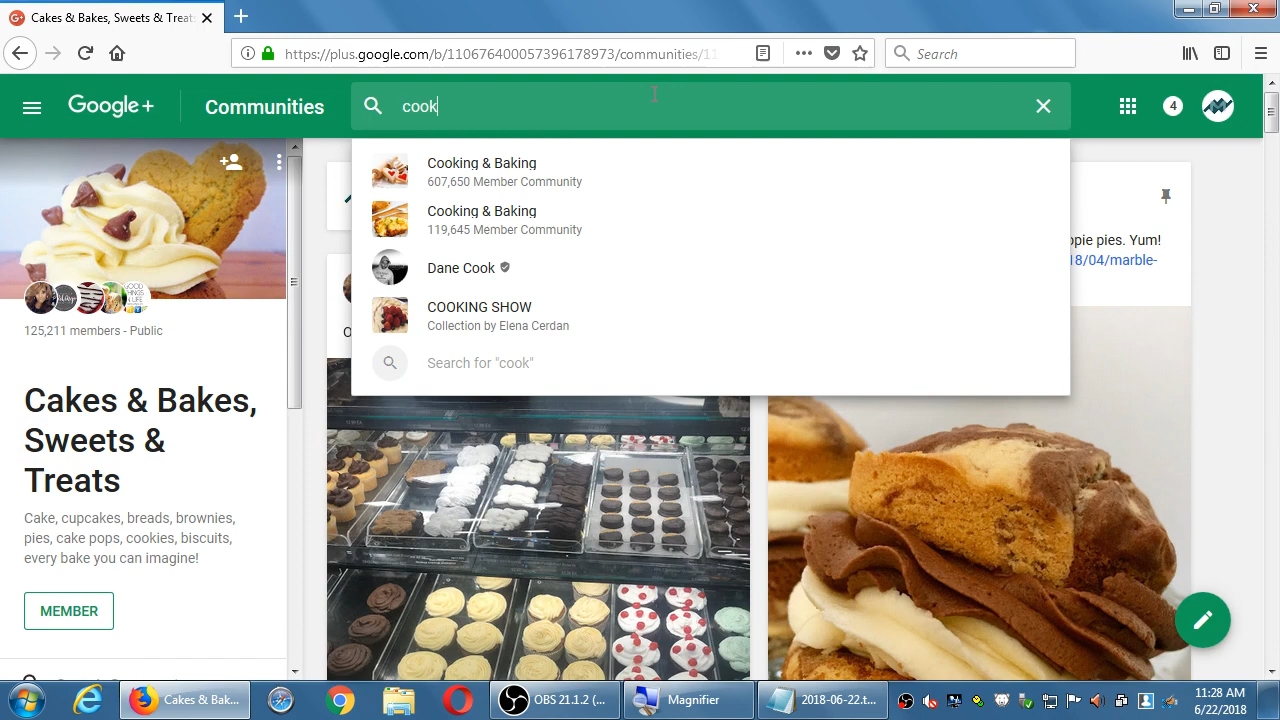 Cakes & Bakes, Sweets & Treats
https://plus.google.com/b/110676400057396178973/communities/11
Search
Google+
Communities
cook
4
Cooking & Baking
607,650 Member Community
Cooking & Baking
119,645 Member Community
Dane Cook
COOKING SHOW
Collection by Elena Cerdan
Search for "cook"
opie pies. Yum!
18/04/marble-
125,211 members - Public
Cakes & Bakes,
Sweets &
Treats
Cake, cupcakes, breads, brownies,
pies, cake pops, cookies, biscuits,
every bake you can imagine!
MEMBER
Cakes & Bak...
OBS 21.1.2 (...
Magnifier
2018-06-22.t...
11:28 AM
6/22/2018